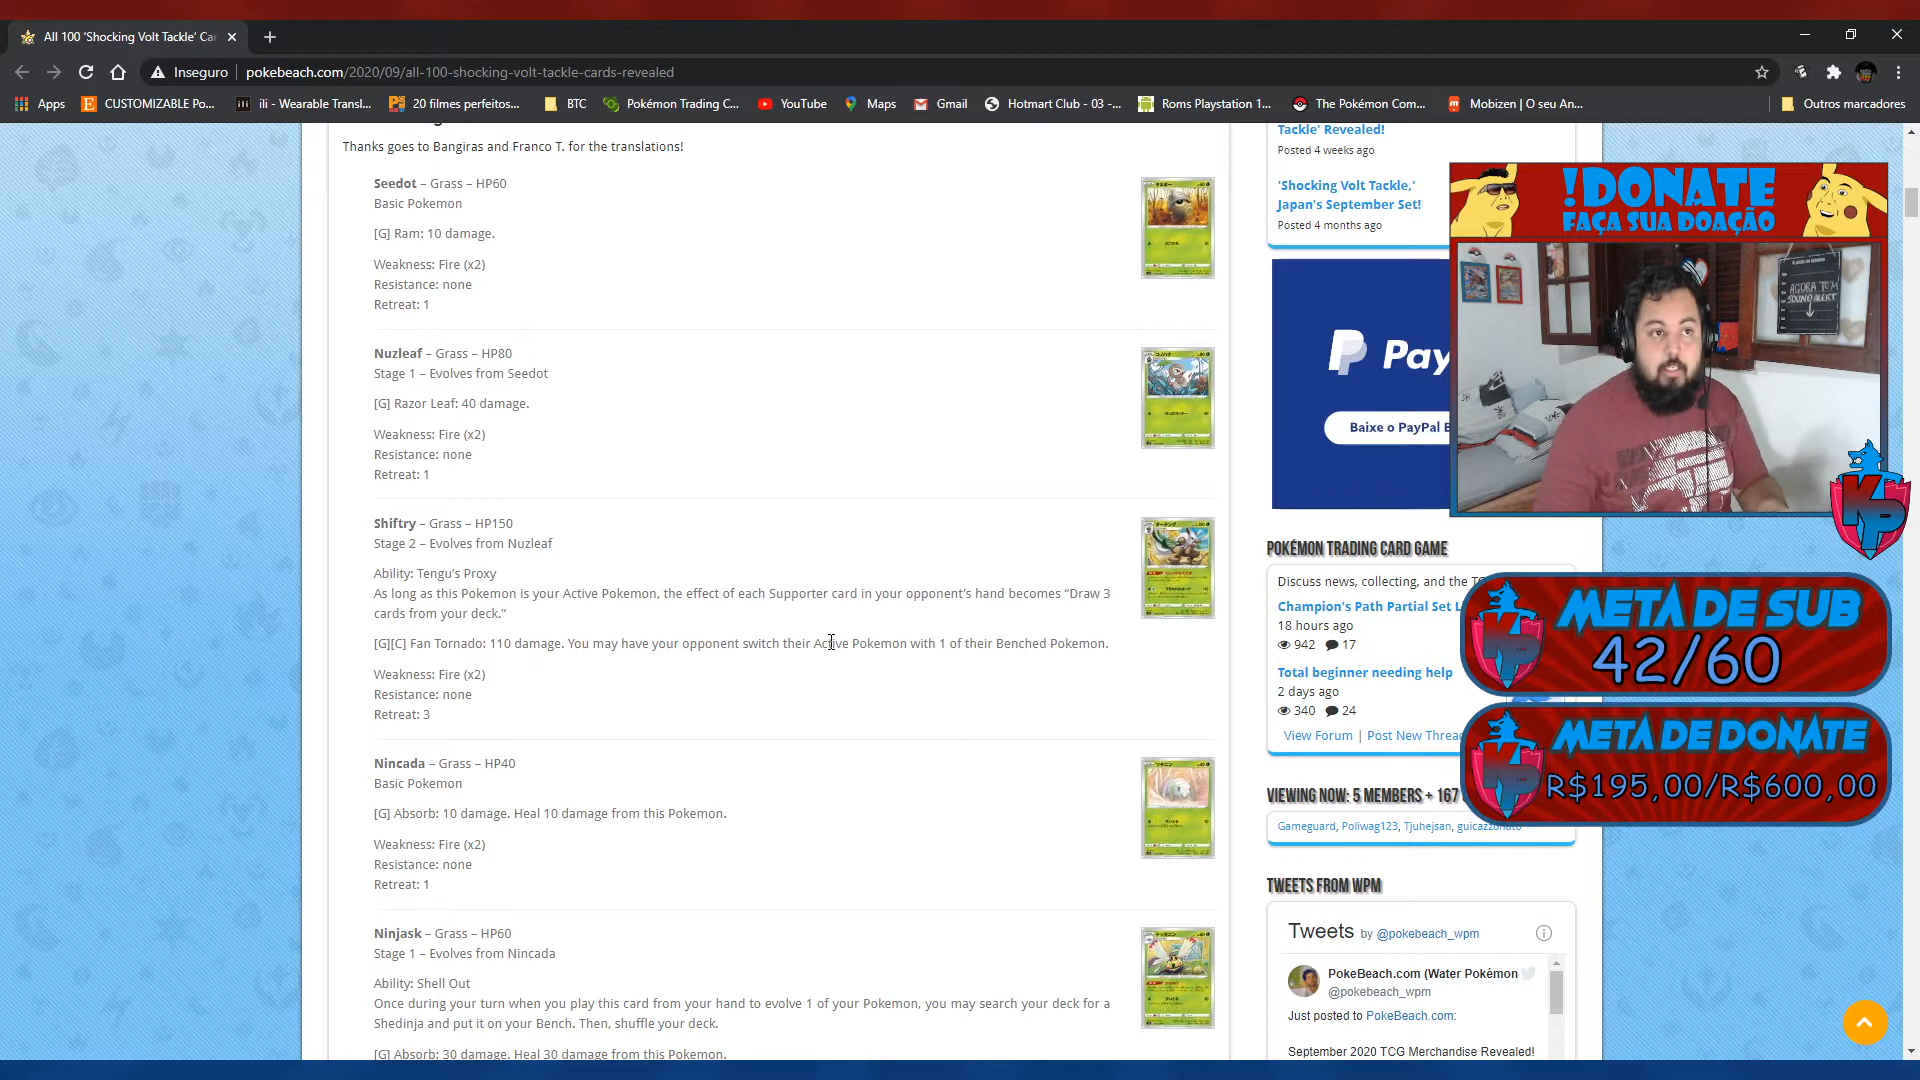 All 100 'Shocking Volt Tackle' Ca
Inseguro
pokebeach.com/2020/09/all-100-shocking-volt-tackle-cards-revealed
Apps
CUSTOMIZABLE Po...
ili - Wearable Transl...
20 filmes perfeitos...
BTC
Pokémon Trading C...
YouTube
Maps
Gmail
Hotmart Club - 03 -...
Roms Playstation 1...
The Pokémon Com...
Mobizen | O seu An...
Outros marcadores
Thanks goes to Bangiras and Franco T. for the translations!
Seedot – Grass – HP60
Basic Pokemon
[G] Ram: 10 damage.
Weakness: Fire (x2)
Resistance: none
Retreat: 1
Nuzleaf – Grass – HP80
Stage 1 – Evolves from Seedot
[G] Razor Leaf: 40 damage.
Weakness: Fire (x2)
Resistance: none
Retreat: 1
Shiftry – Grass – HP150
Stage 2 – Evolves from Nuzleaf
Ability: Tengu's Proxy
As long as this Pokemon is your Active Pokemon, the effect of each Supporter card in your opponent's hand becomes “Draw 3
cards from your deck.”
[G][C] Fan Tornado: 110 damage. You may have your opponent switch their Active Pokemon with 1 of their Benched Pokemon.
Weakness: Fire (x2)
Resistance: none
Retreat: 3
Nincada – Grass – HP40
Basic Pokemon
[G] Absorb: 10 damage. Heal 10 damage from this Pokemon.
Weakness: Fire (x2)
Resistance: none
Retreat: 1
Ninjask – Grass – HP60
Stage 1 – Evolves from Nincada
Ability: Shell Out
Once during your turn when you play this card from your hand to evolve 1 of your Pokemon, you may search your deck for a
Shedinja and put it on your Bench. Then, shuffle your deck.
[G] Absorb: 30 damage. Heal 30 damage from this Pokemon.
Tackle' Revealed!
Posted 4 weeks ago
'Shocking Volt Tackle,'
Japan's September Set!
Posted 4 months ago
!DONATE
FAÇA SUA DOAÇÃO
AGORA TEM
SOUND ALERT
Pay
Baixe o PayPal
KP
POKÉMON TRADING CARD GAME
Discuss news, collecting, and the
Champion's Path Partial Set
18 hours ago
942 17
Total beginner needing help
2 days ago
340 24
View Forum | Post New Threa
META DE SUB
42/60
META DE DONATE
R$195,00/R$600,00
VIEWING NOW: 5 MEMBERS + 167
Gameguard, Poliwag123, Tjuhejsan, guicazzonato
TWEETS FROM WPM
Tweets by @pokebeach_wpm
PokeBeach.com (Water Pokémon
@pokebeach_wpm
Just posted to PokeBeach.com:
September 2020 TCG Merchandise Revealed!